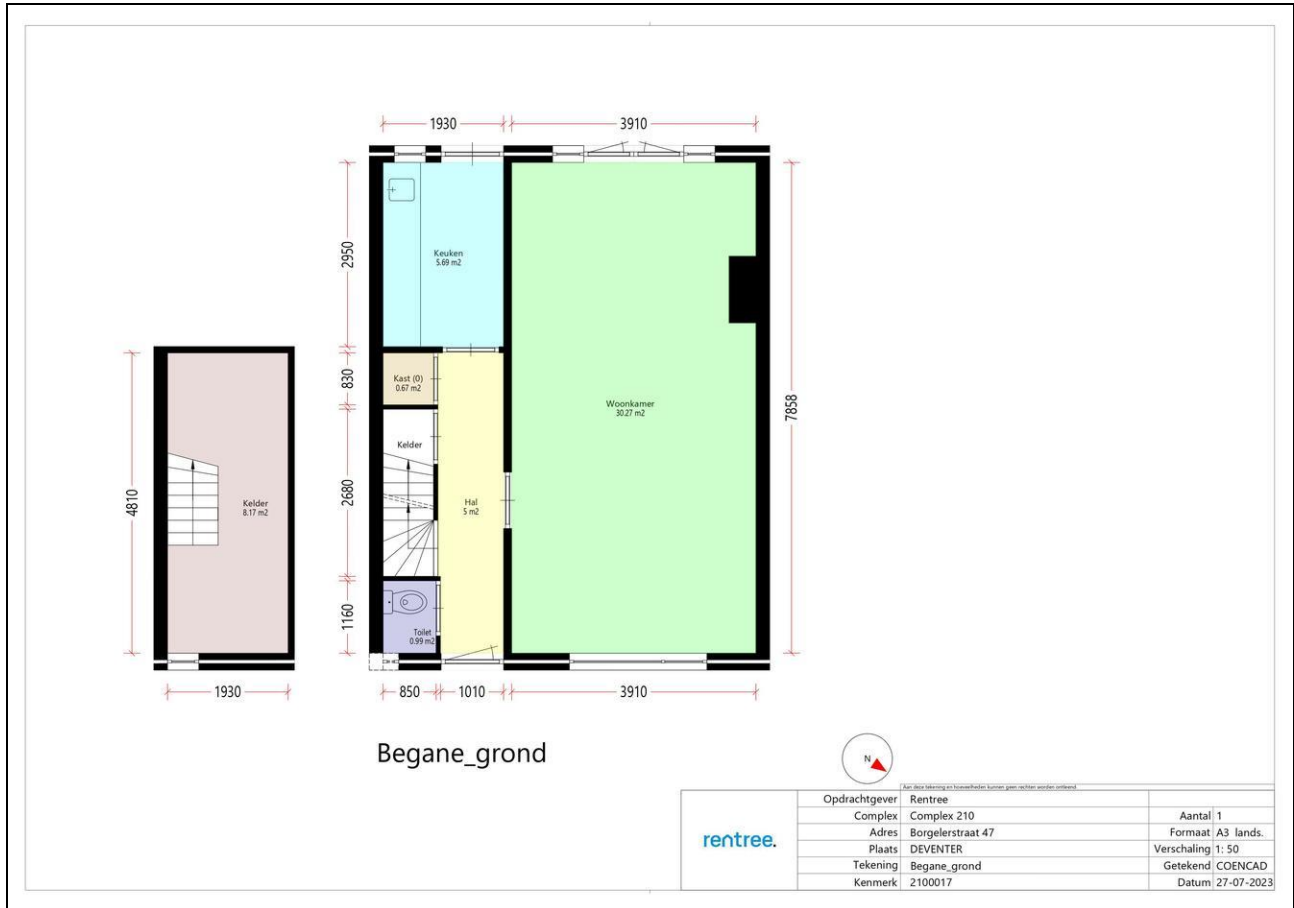 1930
3910
2950
Keuken
5.69 m2
830
Kast (0)
0.67 m2
Woonkamer
30.27 m2
7858
Kelder
2680
4810
Kelder
8.17 m2
Hal
5 m2
1160
Toilet
0.99 m2
1930
850
1010
3910
Begane_grond
N
Aan deze tekening en hoeveelheden kunnen geen rechten worden ontleend.
rentree.
Opdrachtgever Rentree
Complex Complex 210 Aantal 1
Adres Borgelerstraat 47 Formaat A3 lands.
Plaats DEVENTER Verschaling 1: 50
Tekening Begane_grond Getekend COENCAD
Kenmerk 2100017 Datum 27-07-2023